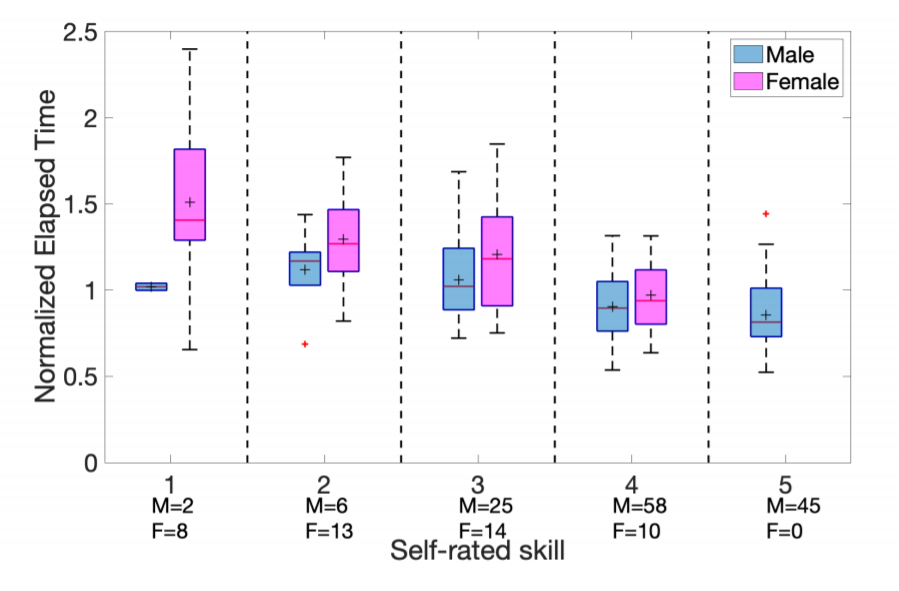 2.5
2
1.5
1
0.5
0
Normalized Elapsed Time
Male
Female
1 2 3 4 5
M=2 M=6 M=25 M=58 M=45
F=8 F=13 F=14 F=10 F=0
Self-rated skill